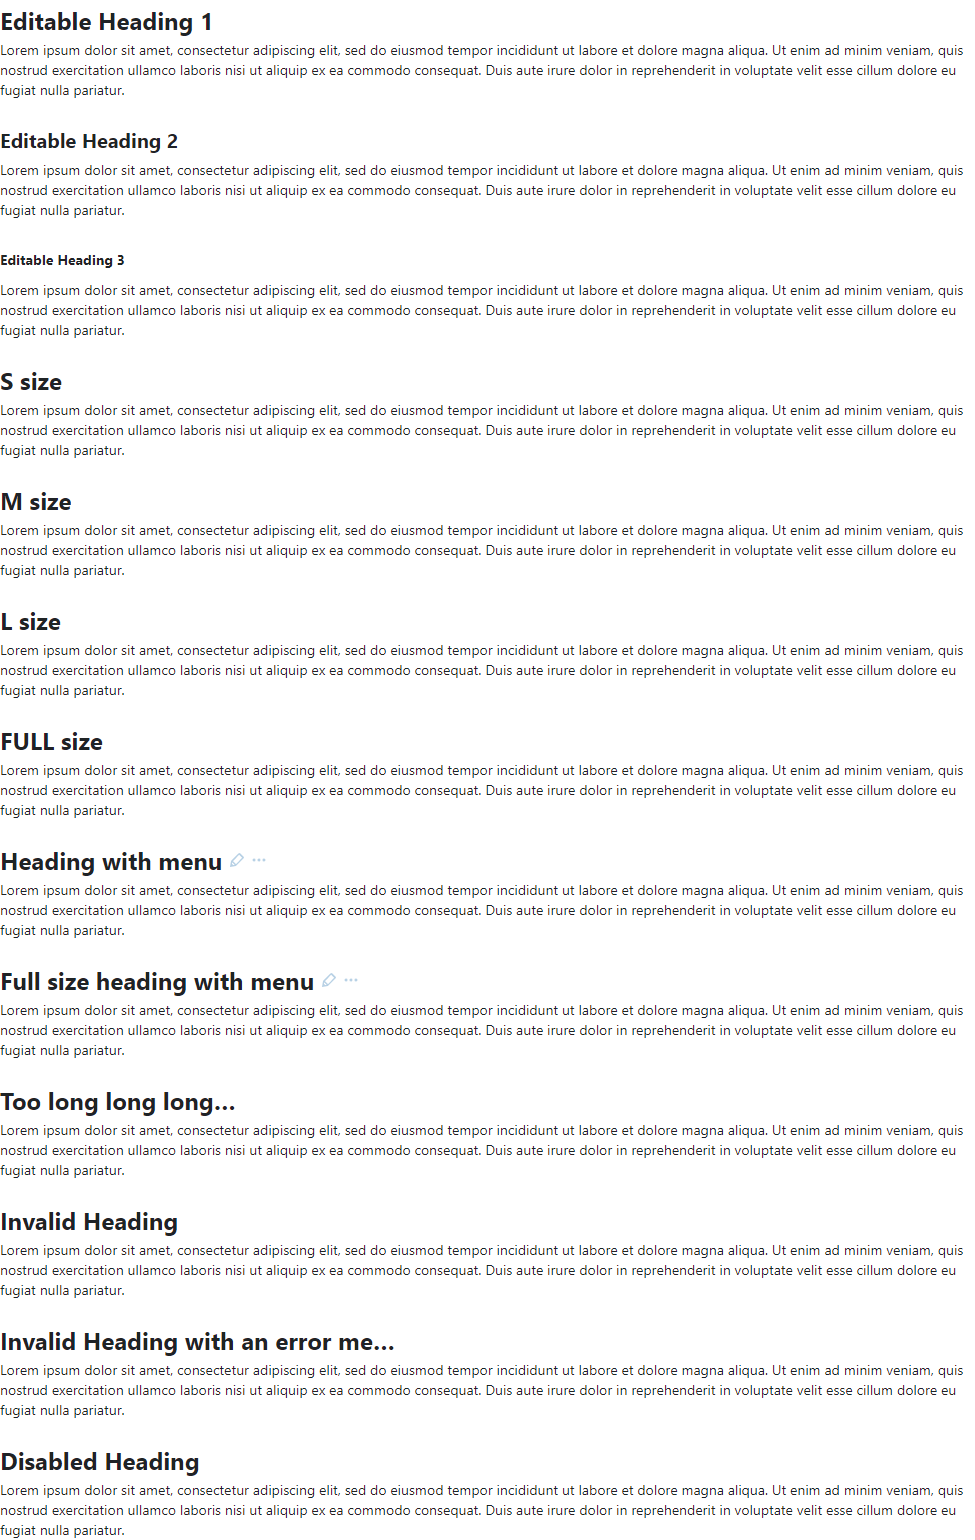 Editable Heading 1
Lorem ipsum dolor sit amet, consectetur adipiscing elit, sed do eiusmod tempor incididunt ut labore et dolore magna aliqua. Ut enim ad minim veniam, quis
nostrud exercitation ullamco laboris nisi ut aliquip ex ea commodo consequat. Duis aute irure dolor in reprehenderit in voluptate velit esse cillum dolore eu
fugiat nulla pariatur.
Editable Heading 2
Lorem ipsum dolor sit amet, consectetur adipiscing elit, sed do eiusmod tempor incididunt ut labore et dolore magna aliqua. Ut enim ad minim veniam, quis
nostrud exercitation ullamco laboris nisi ut aliquip ex ea commodo consequat. Duis aute irure dolor in reprehenderit in voluptate velit esse cillum dolore eu
fugiat nulla pariatur.
Editable Heading 3
Lorem ipsum dolor sit amet, consectetur adipiscing elit, sed do eiusmod tempor incididunt ut labore et dolore magna aliqua. Ut enim ad minim veniam, quis
nostrud exercitation ullamco laboris nisi ut aliquip ex ea commodo consequat. Duis aute irure dolor in reprehenderit in voluptate velit esse cillum dolore eu
fugiat nulla pariatur.
S size
Lorem ipsum dolor sit amet, consectetur adipiscing elit, sed do eiusmod tempor incididunt ut labore et dolore magna aliqua. Ut enim ad minim veniam, quis
nostrud exercitation ullamco laboris nisi ut aliquip ex ea commodo consequat. Duis aute irure dolor in reprehenderit in voluptate velit esse cillum dolore eu
fugiat nulla pariatur.
M size
Lorem ipsum dolor sit amet, consectetur adipiscing elit, sed do eiusmod tempor incididunt ut labore et dolore magna aliqua. Ut enim ad minim veniam, quis
nostrud exercitation ullamco laboris nisi ut aliquip ex ea commodo consequat. Duis aute irure dolor in reprehenderit in voluptate velit esse cillum dolore eu
fugiat nulla pariatur.
L size
Lorem ipsum dolor sit amet, consectetur adipiscing elit, sed do eiusmod tempor incididunt ut labore et dolore magna aliqua. Ut enim ad minim veniam, quis
nostrud exercitation ullamco laboris nisi ut aliquip ex ea commodo consequat. Duis aute irure dolor in reprehenderit in voluptate velit esse cillum dolore eu
fugiat nulla pariatur.
FULL size
Lorem ipsum dolor sit amet, consectetur adipiscing elit, sed do eiusmod tempor incididunt ut labore et dolore magna aliqua. Ut enim ad minim veniam, quis
nostrud exercitation ullamco laboris nisi ut aliquip ex ea commodo consequat. Duis aute irure dolor in reprehenderit in voluptate velit esse cillum dolore eu
fugiat nulla pariatur.
Heading with menu
Lorem ipsum dolor sit amet, consectetur adipiscing elit, sed do eiusmod tempor incididunt ut labore et dolore magna aliqua. Ut enim ad minim veniam, quis
nostrud exercitation ullamco laboris nisi ut aliquip ex ea commodo consequat. Duis aute irure dolor in reprehenderit in voluptate velit esse cillum dolore eu
fugiat nulla pariatur.
Full size heading with menu
Lorem ipsum dolor sit amet, consectetur adipiscing elit, sed do eiusmod tempor incididunt ut labore et dolore magna aliqua. Ut enim ad minim veniam, quis
nostrud exercitation ullamco laboris nisi ut aliquip ex ea commodo consequat. Duis aute irure dolor in reprehenderit in voluptate velit esse cillum dolore eu
fugiat nulla pariatur.
Too long long long...
Lorem ipsum dolor sit amet, consectetur adipiscing elit, sed do eiusmod tempor incididunt ut labore et dolore magna aliqua. Ut enim ad minim veniam, quis
nostrud exercitation ullamco laboris nisi ut aliquip ex ea commodo consequat. Duis aute irure dolor in reprehenderit in voluptate velit esse cillum dolore eu
fugiat nulla pariatur.
Invalid Heading
Lorem ipsum dolor sit amet, consectetur adipiscing elit, sed do eiusmod tempor incididunt ut labore et dolore magna aliqua. Ut enim ad minim veniam, quis
nostrud exercitation ullamco laboris nisi ut aliquip ex ea commodo consequat. Duis aute irure dolor in reprehenderit in voluptate velit esse cillum dolore eu
fugiat nulla pariatur.
Invalid Heading with an error me...
Lorem ipsum dolor sit amet, consectetur adipiscing elit, sed do eiusmod tempor incididunt ut labore et dolore magna aliqua. Ut enim ad minim veniam, quis
nostrud exercitation ullamco laboris nisi ut aliquip ex ea commodo consequat. Duis aute irure dolor in reprehenderit in voluptate velit esse cillum dolore eu
fugiat nulla pariatur.
Disabled Heading
Lorem ipsum dolor sit amet, consectetur adipiscing elit, sed do eiusmod tempor incididunt ut labore et dolore magna aliqua. Ut enim ad minim veniam, quis
nostrud exercitation ullamco laboris nisi ut aliquip ex ea commodo consequat. Duis aute irure dolor in reprehenderit in voluptate velit esse cillum dolore eu
fugiat nulla pariatur.